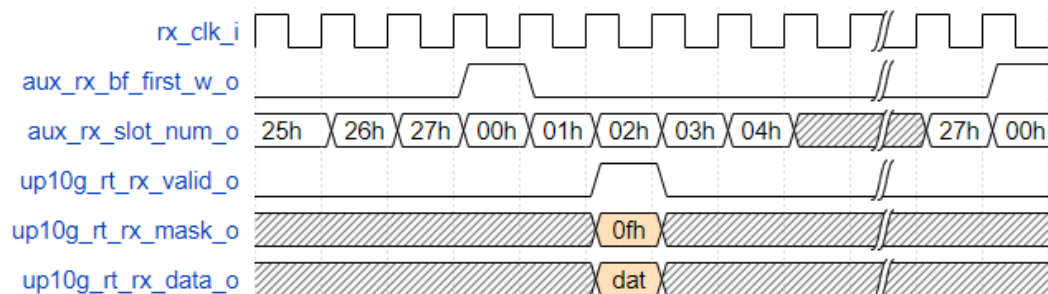 rx_clk_i
aux_rx_bf_first_w_o
aux_rx_slot_num_o 25h 26h 27h 00h 01h 02h 03h 04h 27h 00h
up10g_rt_rx_valid_o
up10g_rt_rx_mask_o 0fh
up10g_rt_rx_data_o dat